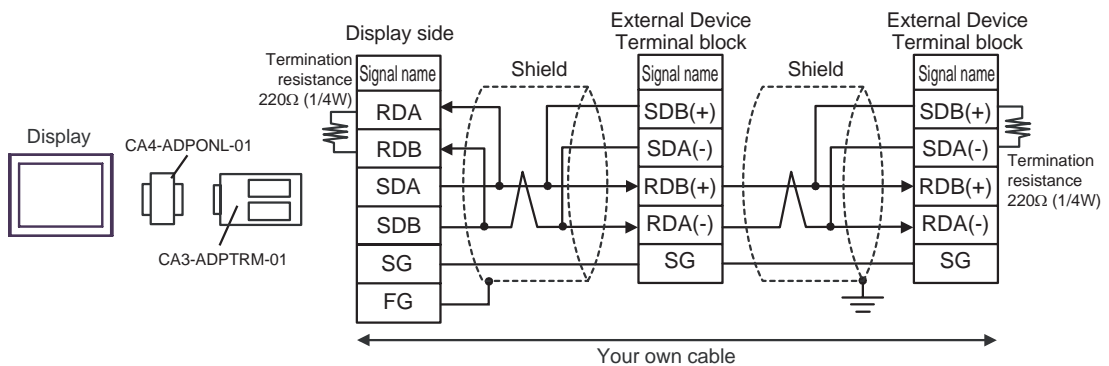 Display
CA4-ADPONL-01
CA3-ADPTRM-01
Termination
resistance
220Ω (1/4W)
Display side
Signal name
RDA
RDB
SDA
SDB
SG
FG
Shield
External Device
Terminal block
Signal name
SDB(+)
SDA(-)
RDB(+)
RDA(-)
SG
Shield
External Device
Terminal block
Signal name
SDB(+)
SDA(-)
RDB(+)
RDA(-)
SG
Termination
resistance
220Ω (1/4W)
Your own cable